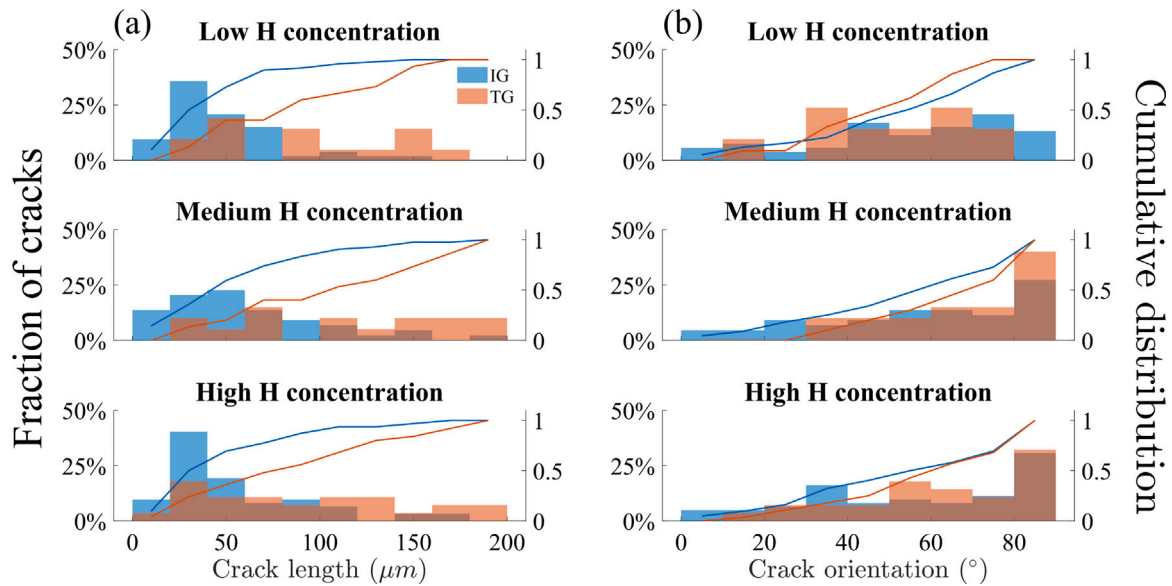 (a)
Low H concentration
50%
25%
0%
1
0.5
0
IG
TG
Medium H concentration
50%
25%
0%
1
0.5
0
High H concentration
50%
25%
0%
1
0.5
0
0 50 100 150 200
Crack length (μm)
Fraction of cracks
(b)
Low H concentration
50%
25%
0%
1
0.5
0
Medium H concentration
50%
25%
0%
1
0.5
0
High H concentration
50%
25%
0%
1
0.5
0
0 20 40 60 80
Crack orientation (°)
Cumulative distribution